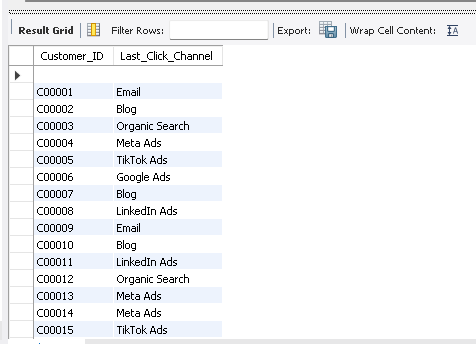 Result Grid Filter Rows: Export: Wrap Cell Content:
Customer_ID Last_Click_Channel
C00001 Email
C00002 Blog
C00003 Organic Search
C00004 Meta Ads
C00005 TikTok Ads
C00006 Google Ads
C00007 Blog
C00008 LinkedIn Ads
C00009 Email
C00010 Blog
C00011 LinkedIn Ads
C00012 Organic Search
C00013 Meta Ads
C00014 Meta Ads
C00015 TikTok Ads